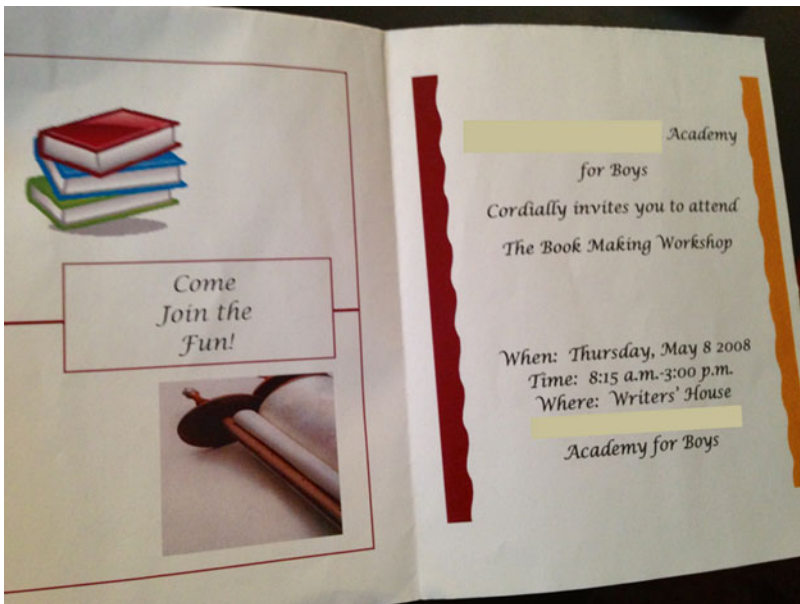 Come
Join the
Fun!
Academy
for Boys
Cordially invites you to attend
The Book Making Workshop
When: Thursday, May 8 2008
Time: 8:15 a.m.-3:00 p.m.
Where: Writers' House
Academy for Boys